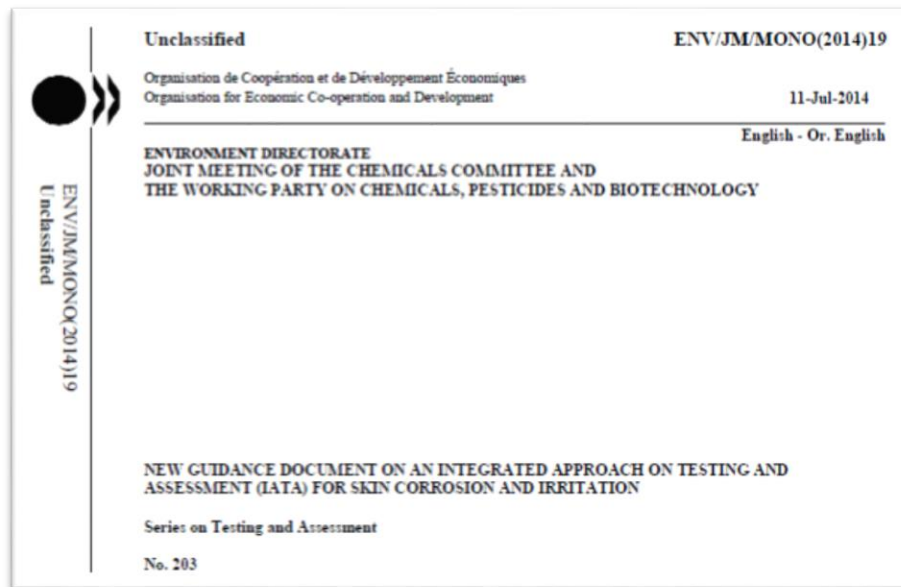 Unclassified ENV/JM/MONO(2014)19
Organisation de Coopération et de Développement Économiques
Organisation for Economic Co-operation and Development 11-Jul-2014
English - Or. English
ENVIRONMENT DIRECTORATE
JOINT MEETING OF THE CHEMICALS COMMITTEE AND
THE WORKING PARTY ON CHEMICALS, PESTICIDES AND BIOTECHNOLOGY
ENV/JM/MONO(2014)19
Unclassified
NEW GUIDANCE DOCUMENT ON AN INTEGRATED APPROACH ON TESTING AND
ASSESSMENT (IATA) FOR SKIN CORROSION AND IRRITATION
Series on Testing and Assessment
No. 203